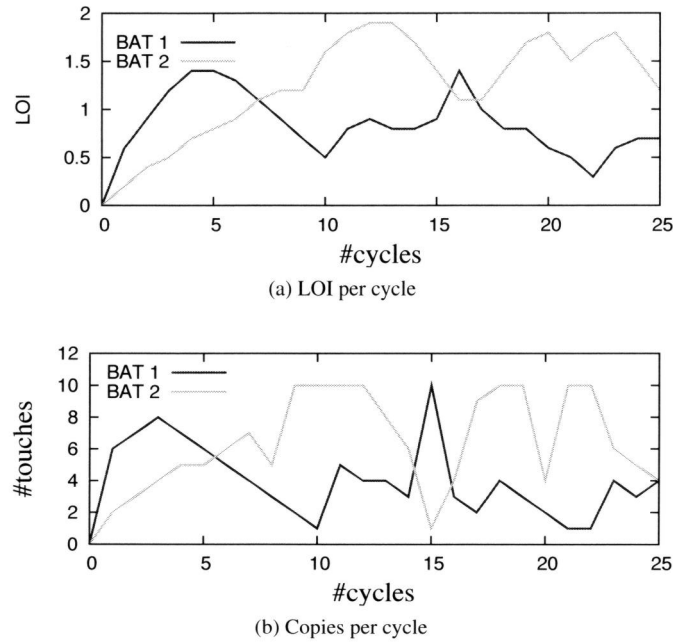 2
BAT 1
BAT 2
1.5
LOI
1
0.5
0
0 5 10 15 20 25
#cycles
(a) LOI per cycle
12
BAT 1
10
BAT 2
8
#touches
6
4
2
0
0 5 10 15 20 25
#cycles
(b) Copies per cycle